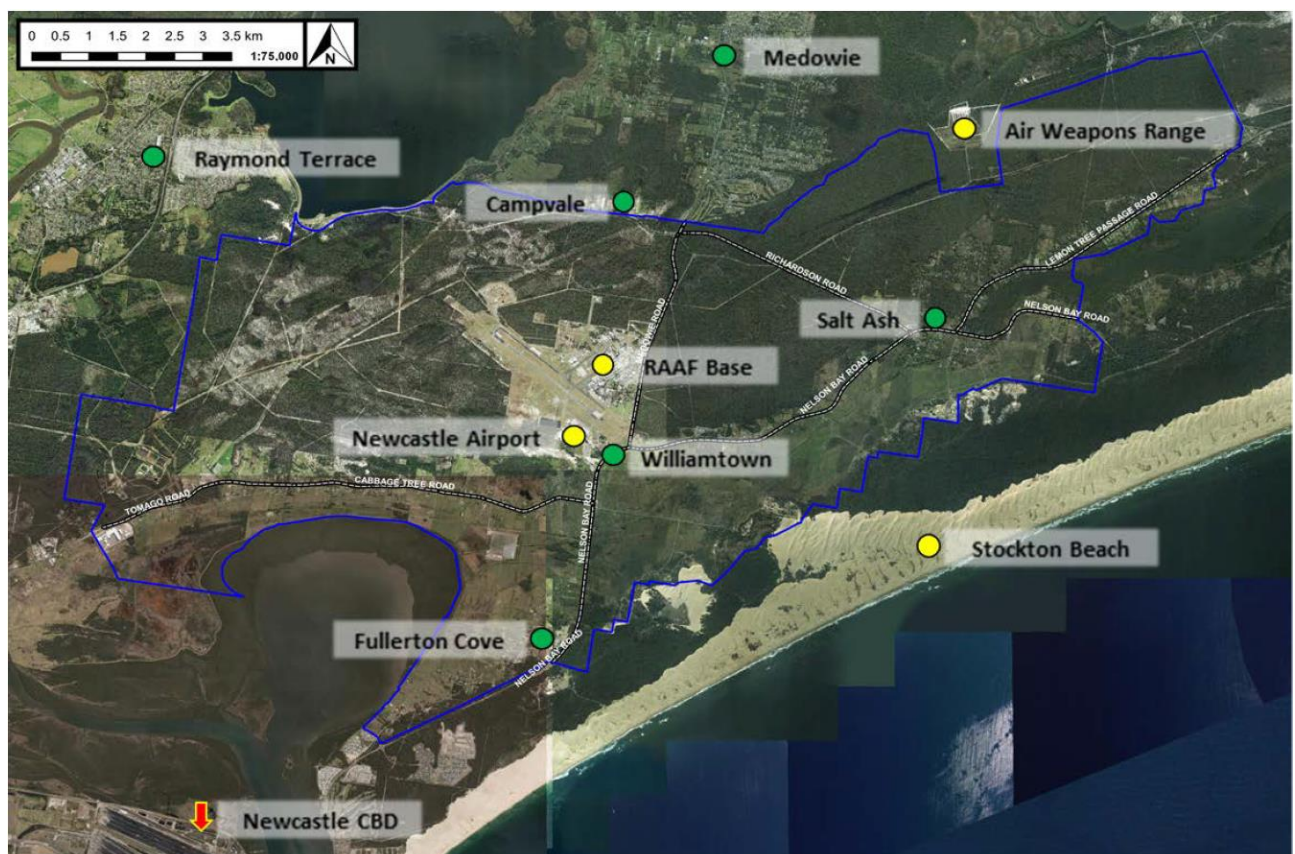 0 0.5 1 1.5 2 2.5 3 3.5 km
1:75,000
N
Medowie
Air Weapons Range
Raymond Terrace
Campvale
LEMON TREE PASSAGE ROAD
RICHARDSON ROAD
NELSON BAY ROAD
Salt Ash
ROAD
RAAF Base
NELSON BAY ROAD
Newcastle Airport
Williamtown
CABBAGE TREE ROAD
TOMAGO ROAD
NELSON BAY ROAD
Stockton Beach
Fullerton Cove
NELSON BAY ROAD
Newcastle CBD